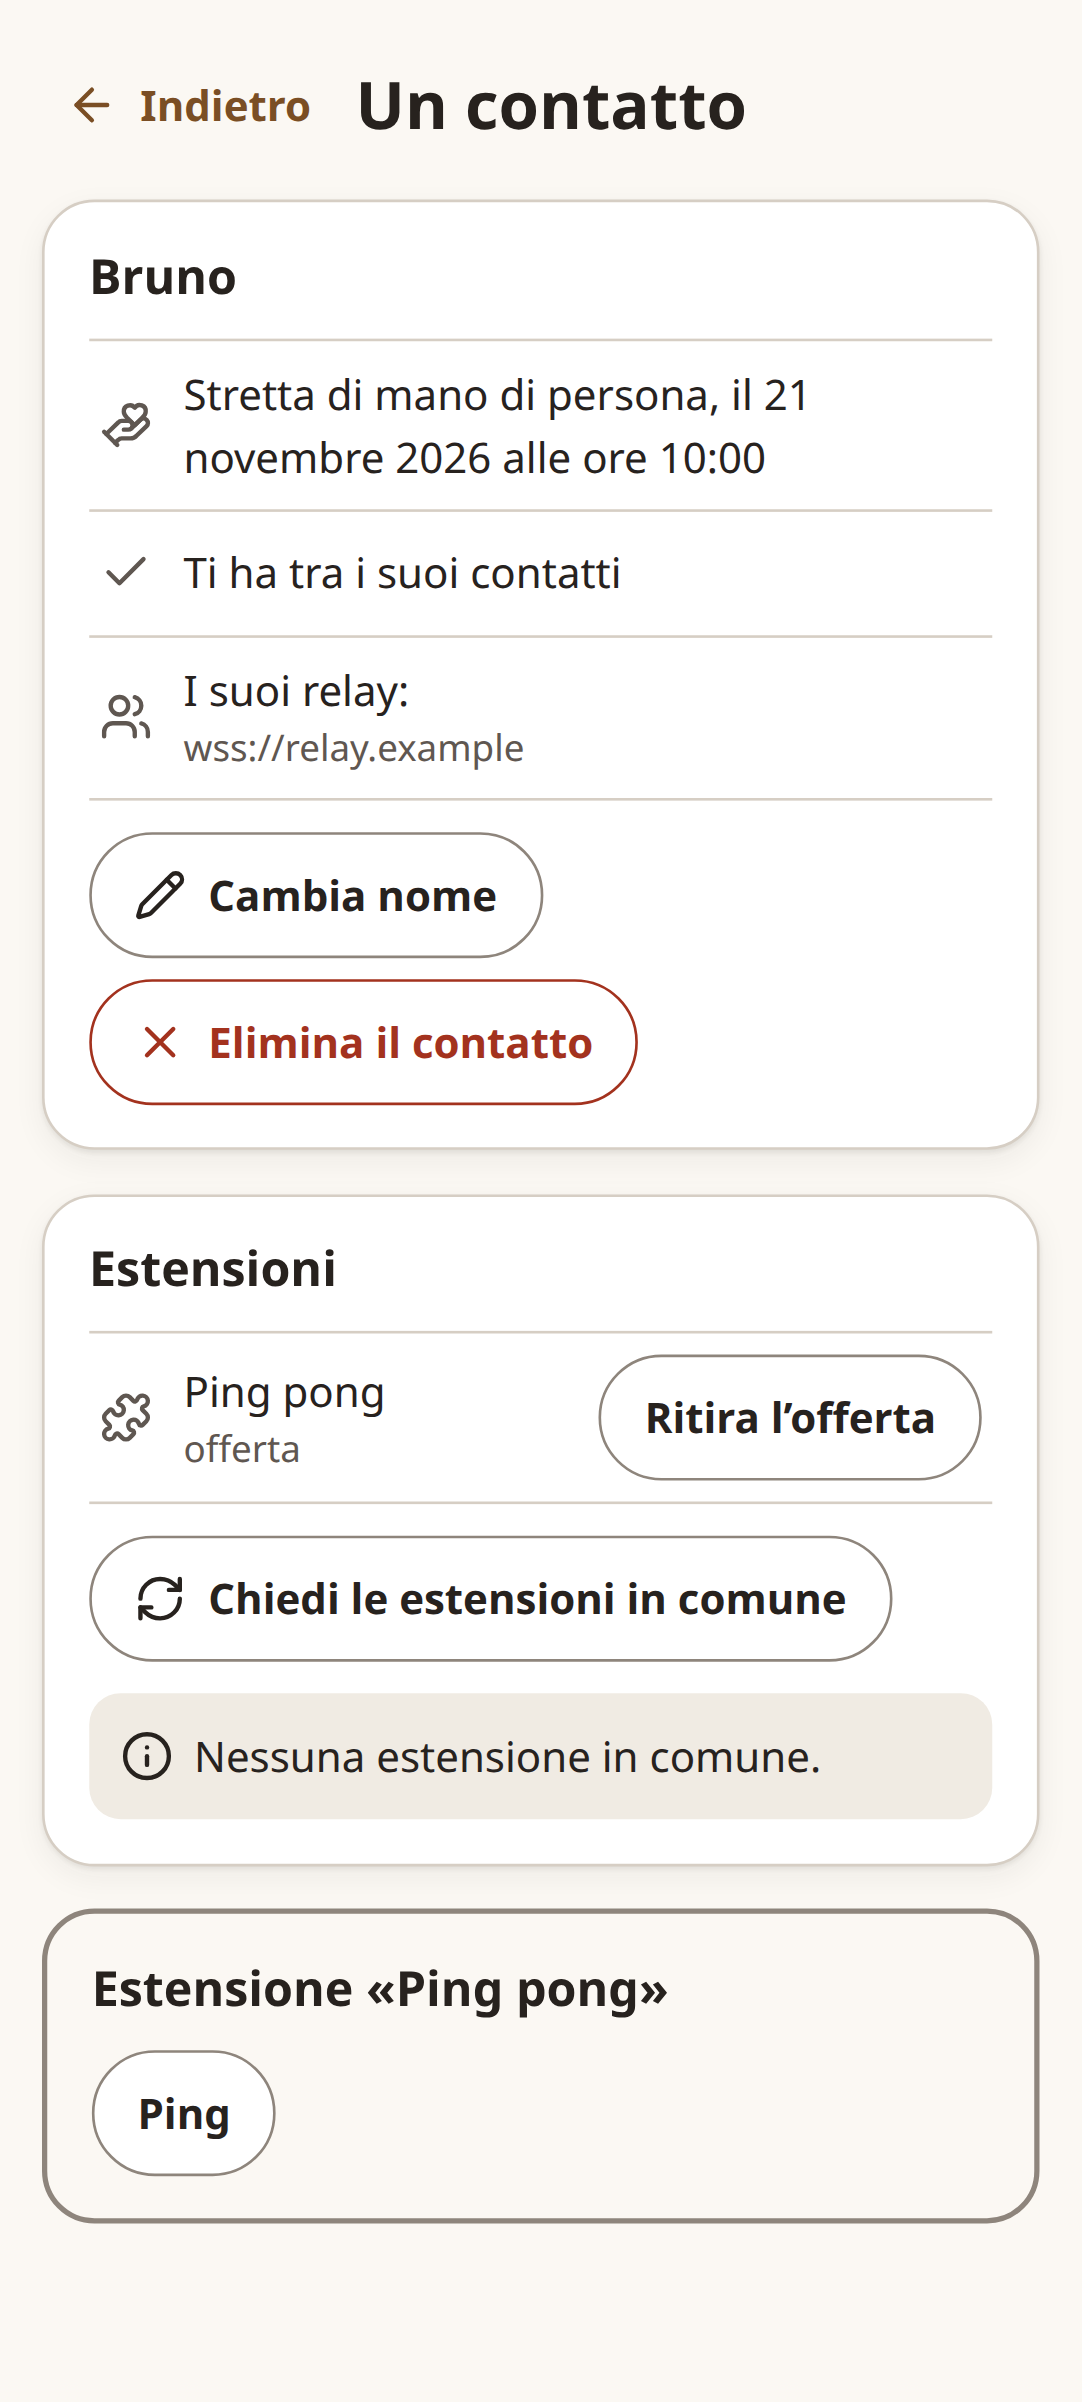 Indietro Un contatto
Bruno
Stretta di mano di persona, il 21
novembre 2026 alle ore 10:00
Ti ha tra i suoi contatti
I suoi relay:
wss://relay.example
Cambia nome
Elimina il contatto
Estensioni
Ping pong
offerta
Ritira l’offerta
Chiedi le estensioni in comune
Nessuna estensione in comune.
Estensione «Ping pong»
Ping